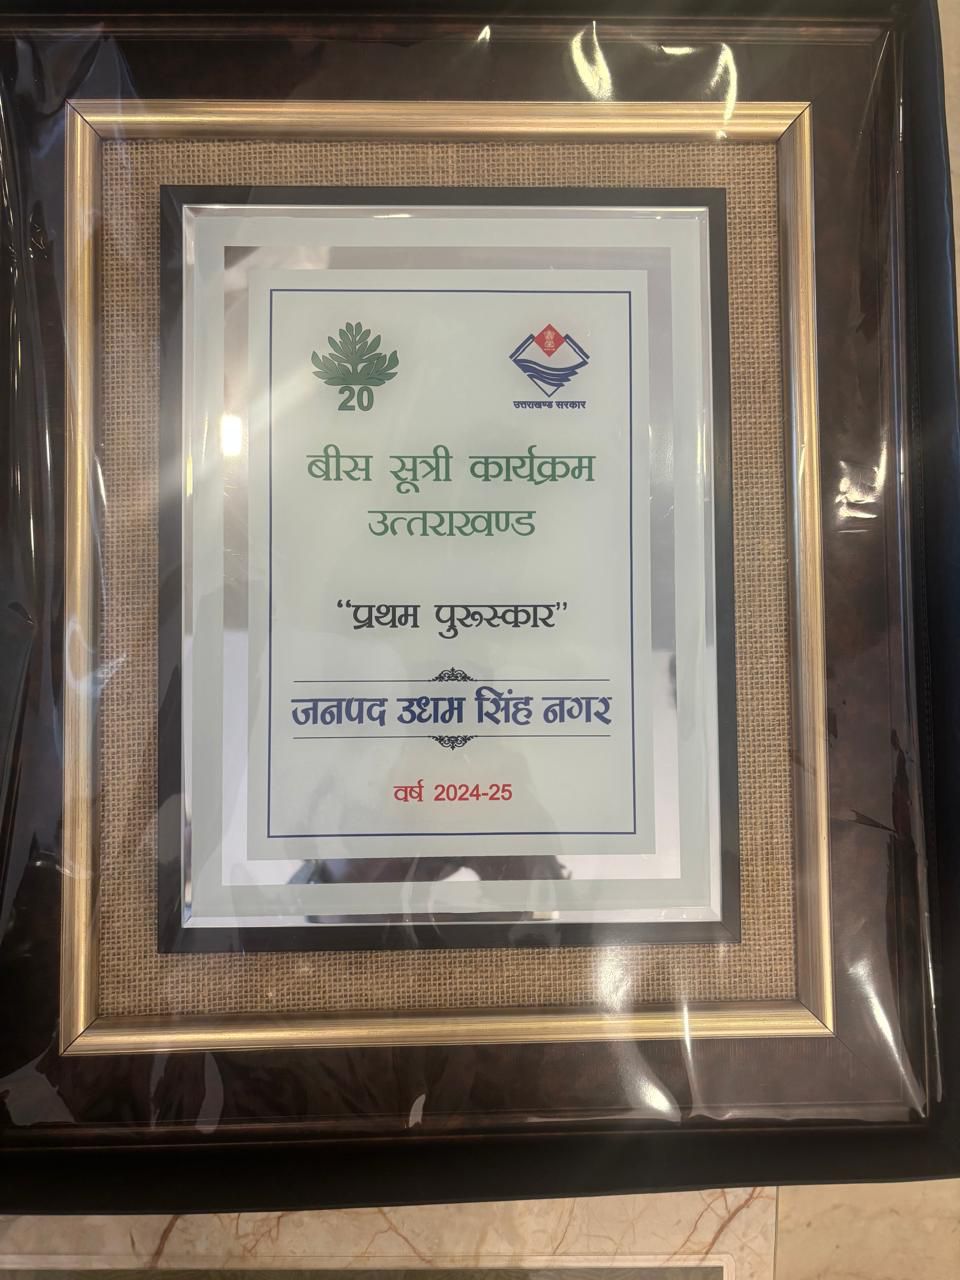 20
उत्तराखण्ड सरकार
बीस सूत्री कार्यक्रम
उत्तराखण्ड
“प्रथम पुरूस्कार”
जनपद उधम सिंह नगर
वर्ष 2024-25